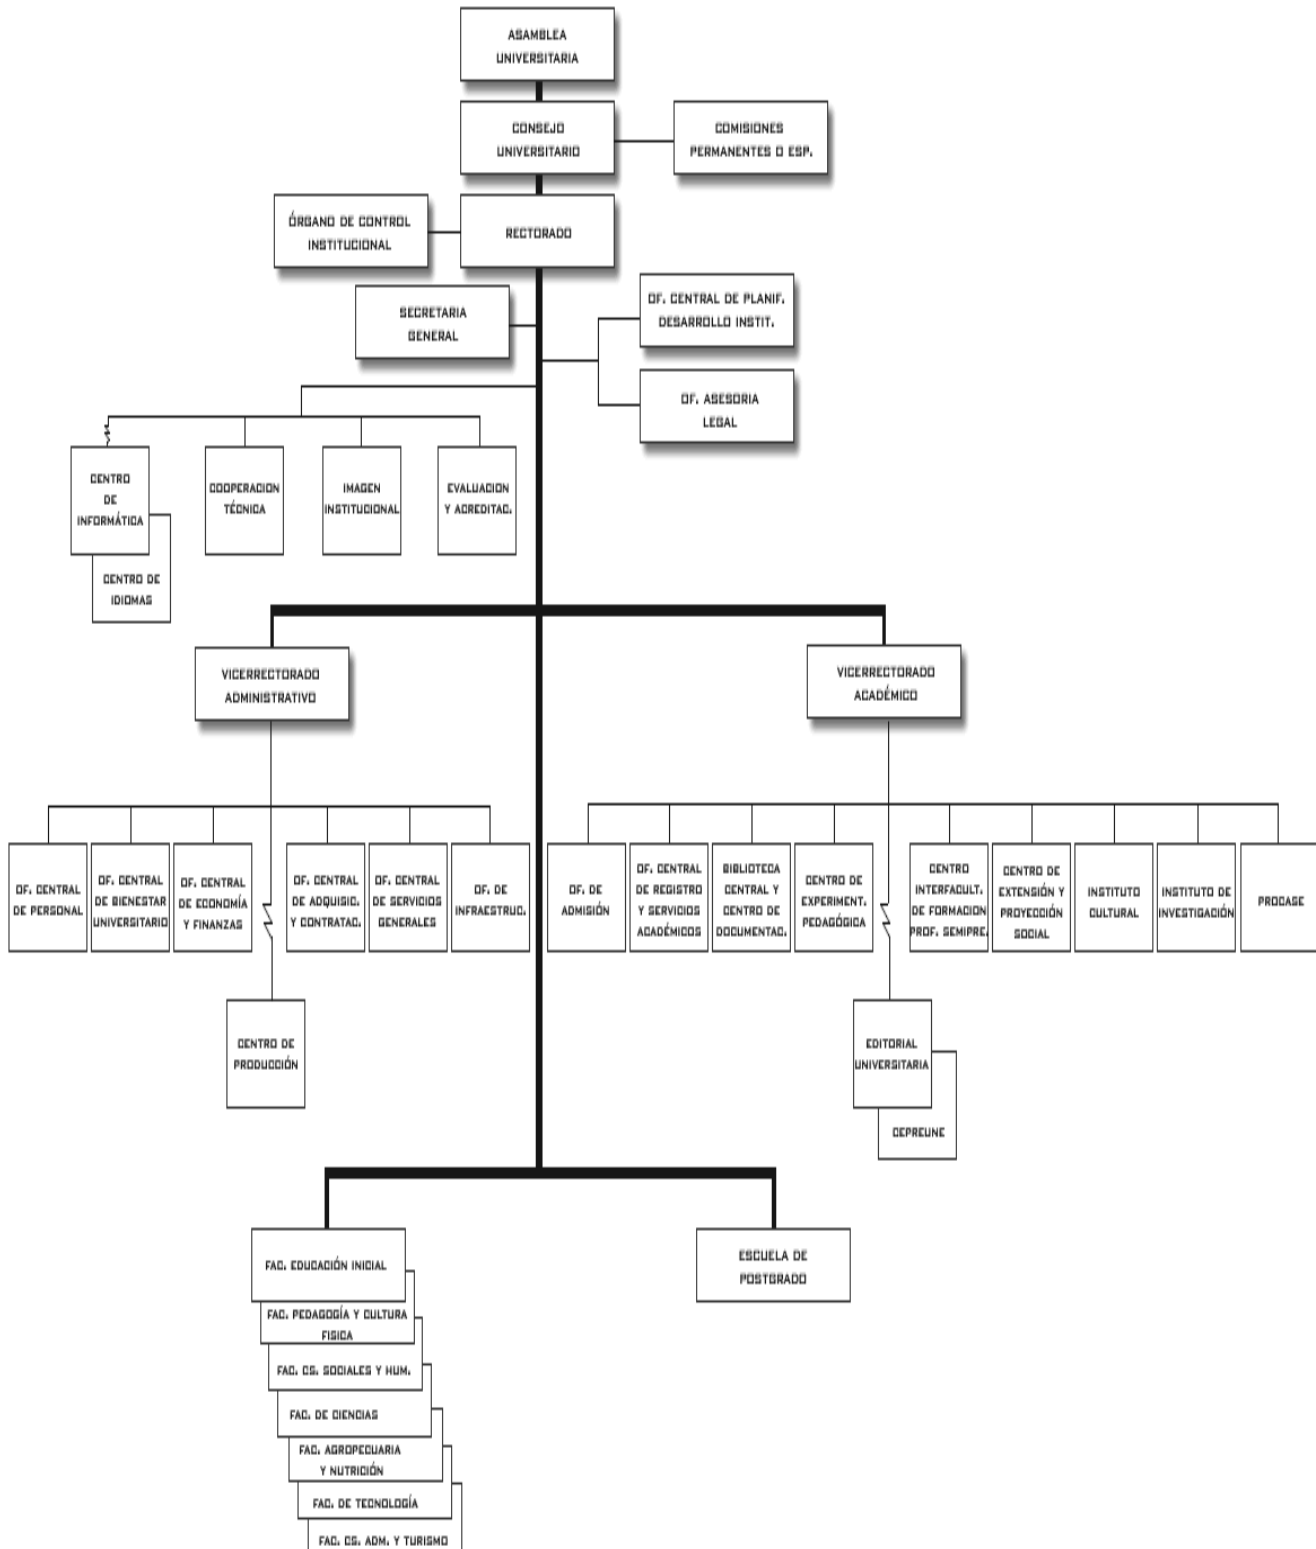 ASAMBLEA
UNIVERSITARIA
CONSEJO
UNIVERSITARIO
COMISIONES
PERMANENTES O ESP.
ÓRGANO DE CONTROL
INSTITUCIONAL
RECTORADO
SECRETARIA
GENERAL
OF. CENTRAL DE PLANIF.
DESARROLLO INSTIT.
OF. ASESORIA
LEGAL
CENTRO
DE
INFORMÁTICA
CENTRO DE
IDIOMAS
COOPERACION
TÉCNICA
IMAGEN
INSTITUCIONAL
EVALUACION
Y ACREDITAC.
VICERRECTORADO
ADMINISTRATIVO
VICERRECTORADO
ACADÉMICO
OF. CENTRAL
DE PERSONAL
OF. CENTRAL
DE BIENESTAR
UNIVERSITARIO
OF. CENTRAL
DE ECONOMÍA
Y FINANZAS
OF. CENTRAL
DE ADQUISIC.
Y CONTRATAC.
OF. CENTRAL
DE SERVICIOS
GENERALES
OF. DE
INFRAESTRUC.
CENTRO DE
PRODUCCIÓN
OF. DE
ADMISIÓN
OF. CENTRAL
DE REGISTRO
Y SERVICIOS
ACADÉMICOS
BIBLIOTECA
CENTRAL Y
CENTRO DE
DOCUMENTAC.
CENTRO DE
EXPERIMENT.
PEDAGÓGICA
CENTRO
INTERFACULT.
DE FORMACION
PROF. SEMIPRE.
CENTRO DE
EXTENSIÓN Y
PROYECCIÓN
SOCIAL
INSTITUTO
CULTURAL
INSTITUTO DE
INVESTIGACIÓN
PROCASE
EDITORIAL
UNIVERSITARIA
CEPREUNE
FAC. EDUCACIÓN INICIAL
FAC. PEDAGOGÍA Y CULTURA
FISICA
FAC. CS. SOCIALES Y HUM.
FAC. DE CIENCIAS
FAC. AGROPECUARIA
Y NUTRICIÓN
FAC. DE TECNOLOGÍA
FAC. CS. ADM. Y TURISMO
ESCUELA DE
POSTGRADO